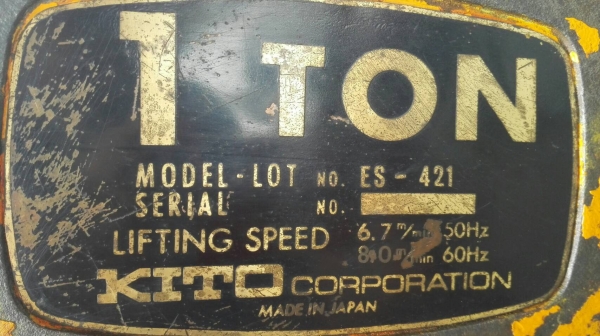 1 TON
MODEL-LOT NO. ES-421
SERIAL NO.
LIFTING SPEED 6.7 m/min 50Hz
8.0 m/min 60Hz
KITO CORPORATION
MADE IN JAPAN